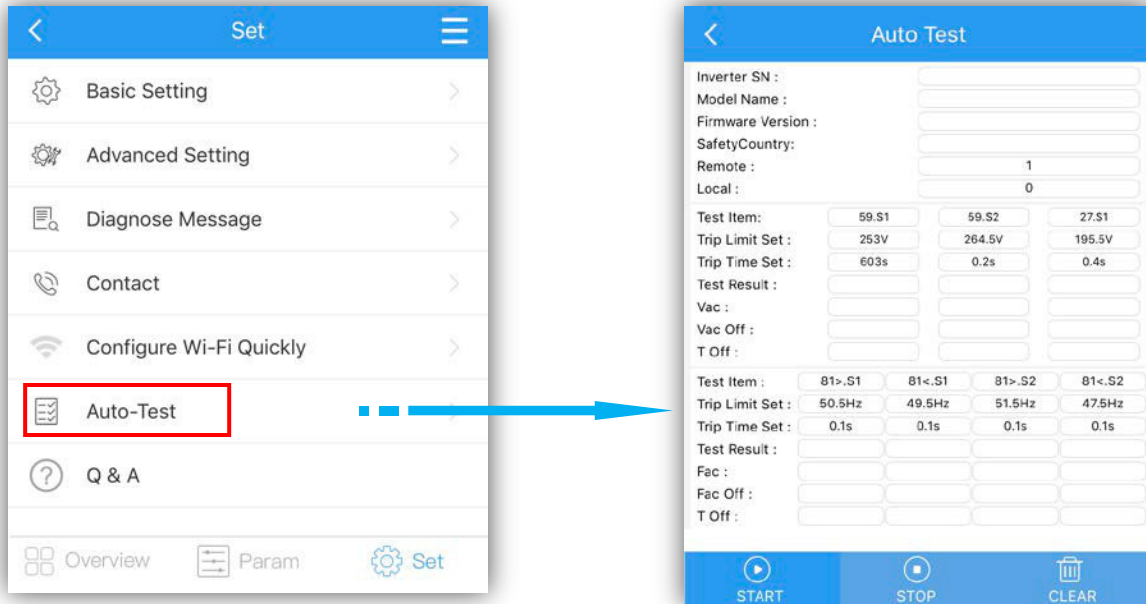 Set
Basic Setting
Advanced Setting
Diagnose Message
Contact
Configure Wi-Fi Quickly
Auto-Test
Q & A
Overview Param Set
Auto Test
Inverter SN :
Model Name :
Firmware Version :
SafetyCountry:
Remote : 1
Local : 0
Test Item: 59.S1 59.S2 27.S1
Trip Limit Set : 253V 264.5V 195.5V
Trip Time Set : 603s 0.2s 0.4s
Test Result :
Vac :
Vac Off :
T Off :
Test Item : 81>.S1 81<.S1 81>.S2 81<.S2
Trip Limit Set : 50.5Hz 49.5Hz 51.5Hz 47.5Hz
Trip Time Set : 0.1s 0.1s 0.1s 0.1s
Test Result :
Fac :
Fac Off :
T Off :
START STOP CLEAR